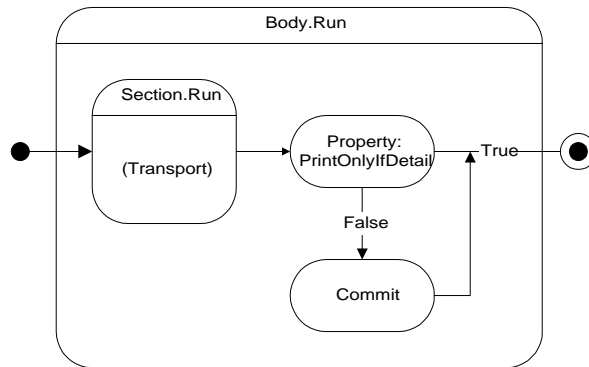 Body.Run
Section.Run
(Transport)
Property:
PrintOnlyIfDetail
True
False
Commit